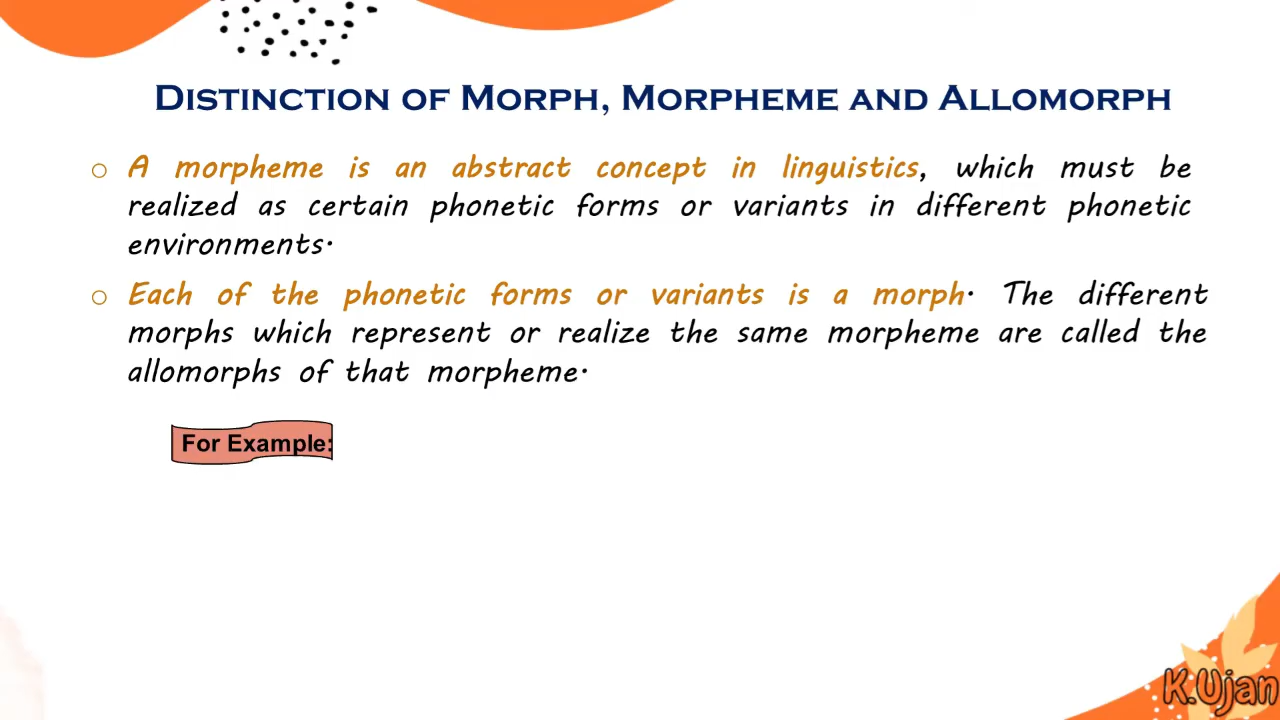 DISTINCTION OF MORPH, MORPHEME AND ALLOMORPH
○ A morpheme is an abstract concept in linguistics, which must be
realized as certain phonetic forms or variants in different phonetic
environments.
○ Each of the phonetic forms or variants is a morph. The different
morphs which represent or realize the same morpheme are called the
allomorphs of that morpheme.
For Example:
K.Ujan